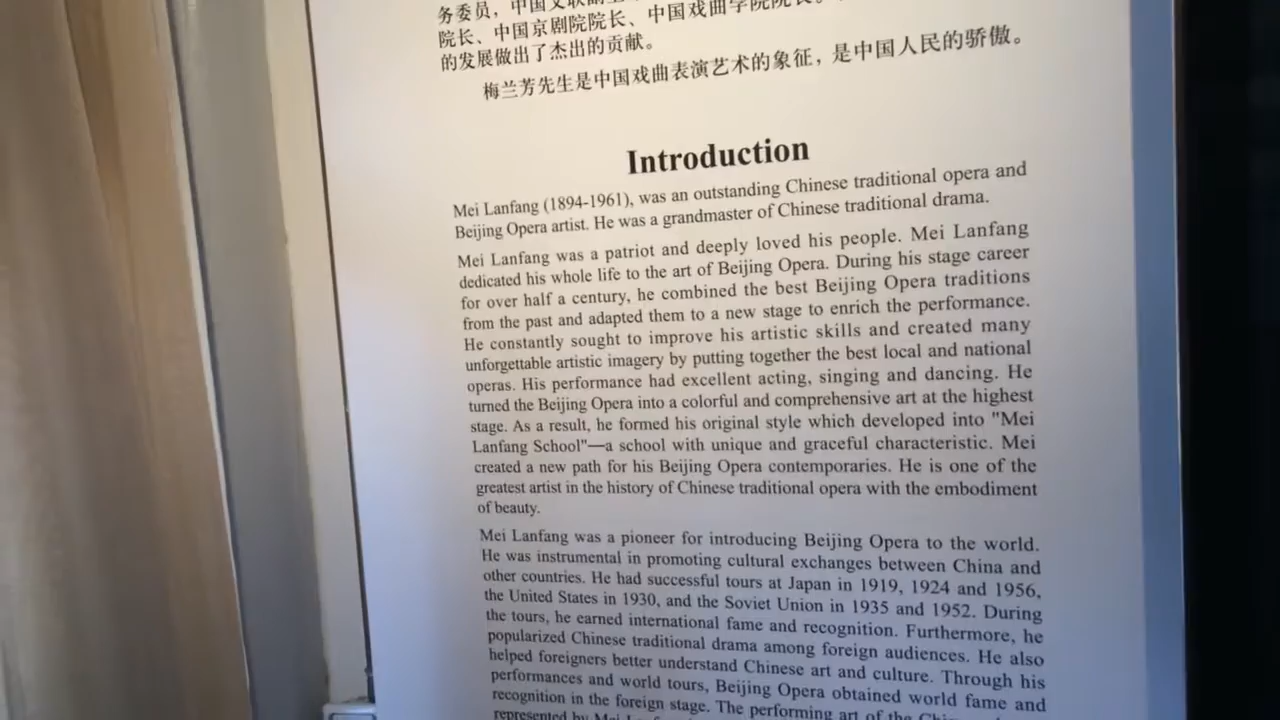 务委员，中国文联副主
院长、中国京剧院院长、中国戏曲学院院长。
的发展做出了杰出的贡献。
梅兰芳先生是中国戏曲表演艺术的象征，是中国人民的骄傲。
Introduction
Mei Lanfang (1894-1961), was an outstanding Chinese traditional opera and
Beijing Opera artist. He was a grandmaster of Chinese traditional drama.
Mei Lanfang was a patriot and deeply loved his people. Mei Lanfang
dedicated his whole life to the art of Beijing Opera. During his stage career
for over half a century, he combined the best Beijing Opera traditions
from the past and adapted them to a new stage to enrich the performance.
He constantly sought to improve his artistic skills and created many
unforgettable artistic imagery by putting together the best local and national
operas. His performance had excellent acting, singing and dancing. He
turned the Beijing Opera into a colorful and comprehensive art at the highest
stage. As a result, he formed his original style which developed into "Mei
Lanfang School"—a school with unique and graceful characteristic. Mei
created a new path for his Beijing Opera contemporaries. He is one of the
greatest artist in the history of Chinese traditional opera with the embodiment
of beauty.
Mei Lanfang was a pioneer for introducing Beijing Opera to the world.
He was instrumental in promoting cultural exchanges between China and
other countries. He had successful tours at Japan in 1919, 1924 and 1956,
the United States in 1930, and the Soviet Union in 1935 and 1952. During
the tours, he earned international fame and recognition. Furthermore, he
popularized Chinese traditional drama among foreign audiences. He also
helped foreigners better understand Chinese art and culture. Through his
performances and world tours, Beijing Opera obtained world fame and
recognition in the foreign stage. The performing art of the
represented by Mei